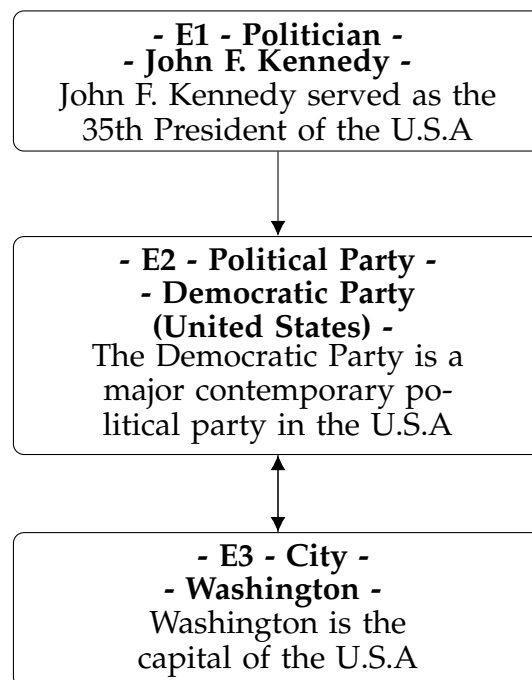 - E1 - Politician -
- John F. Kennedy -
John F. Kennedy served as the
35th President of the U.S.A
- E2 - Political Party -
- Democratic Party
(United States) -
The Democratic Party is a
major contemporary po-
litical party in the U.S.A
- E3 - City -
- Washington -
Washington is the
capital of the U.S.A